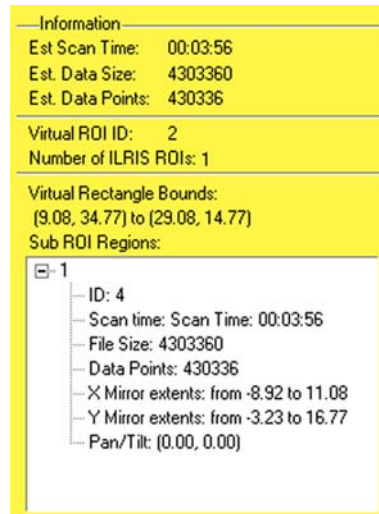 Information
Est Scan Time: 00:03:56
Est. Data Size: 4303360
Est. Data Points: 430336
Virtual ROI ID: 2
Number of ILRIS ROIs: 1
Virtual Rectangle Bounds:
(9.08, 34.77) to (29.08, 14.77)
Sub ROI Regions:
1
ID: 4
Scan time: Scan Time: 00:03:56
File Size: 4303360
Data Points: 430336
X Mirror extents: from -8.92 to 11.08
Y Mirror extents: from -3.23 to 16.77
Pan/Tilt: (0.00, 0.00)